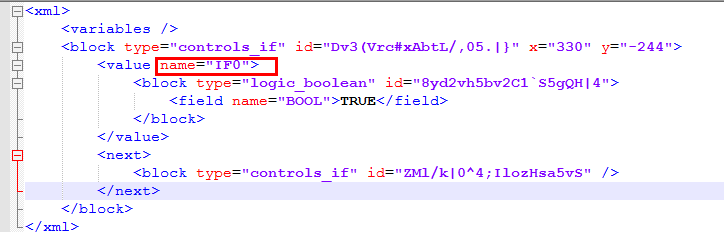 <xml>
<variables />
<block type="controls_if" id="Dv3(Vrc#xAbtL/,05.|}" x="330" y="-244">
<value name="IF0">
<block type="logic_boolean" id="8yd2vh5bv2C1`S5gQH|4">
<field name="BOOL">TRUE</field>
</block>
</value>
<next>
<block type="controls_if" id="ZMl/k|0^4;IlozHsa5vS" />
</next>
</block>
</xml>